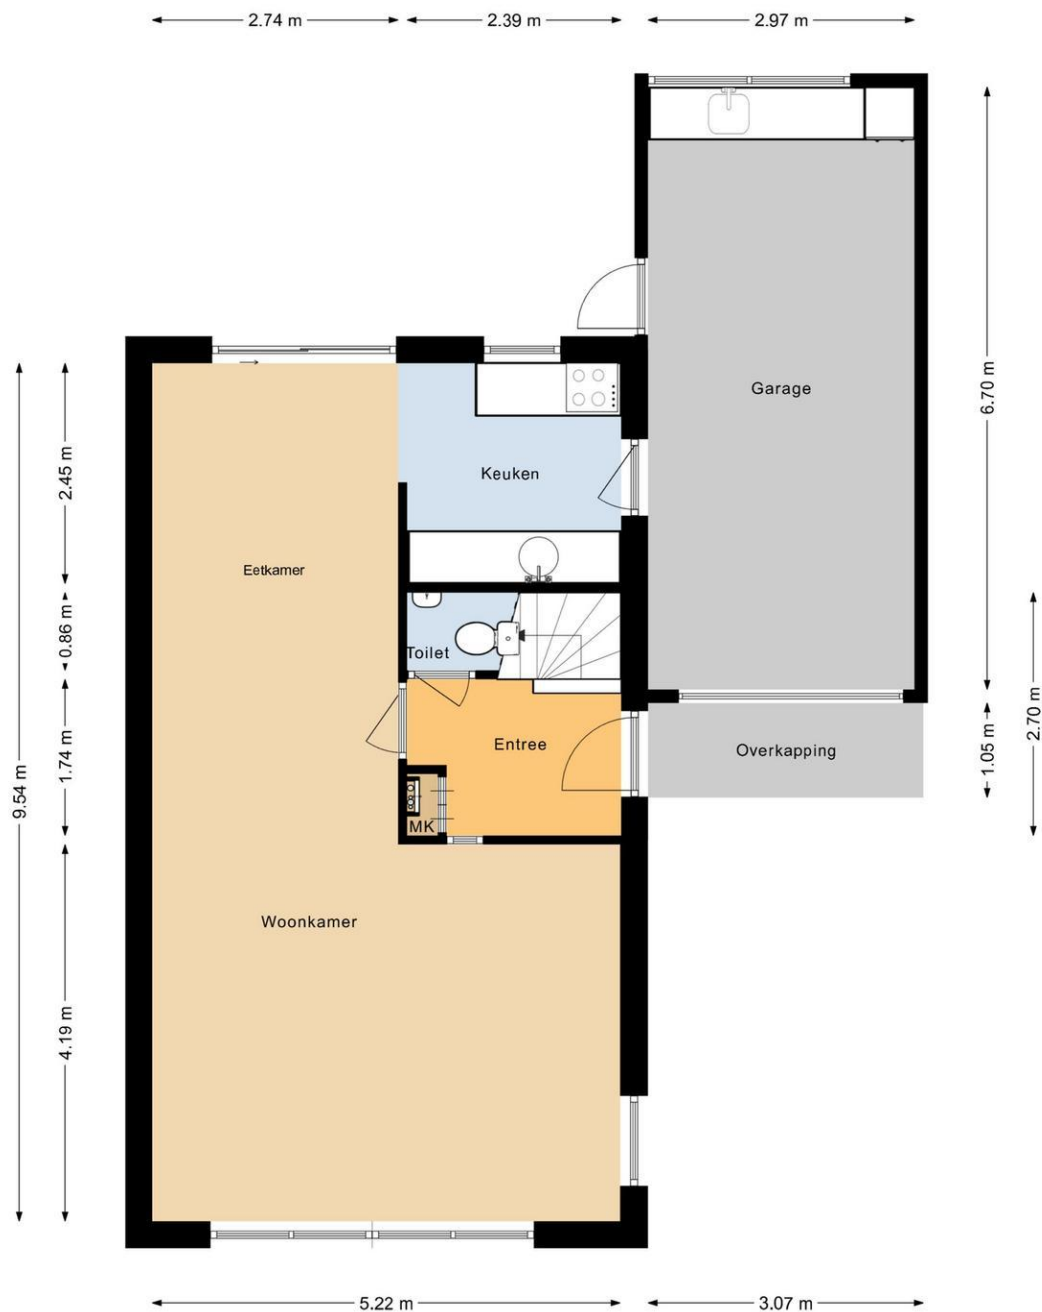 2.74 m
2.39 m
2.97 m
Garage
6.70 m
2.45 m
Keuken
Eetkamer
0.86 m
Toilet
2.70 m
1.74 m
Entree
Overkapping
1.05 m
9.54 m
MK
Woonkamer
4.19 m
5.22 m
3.07 m